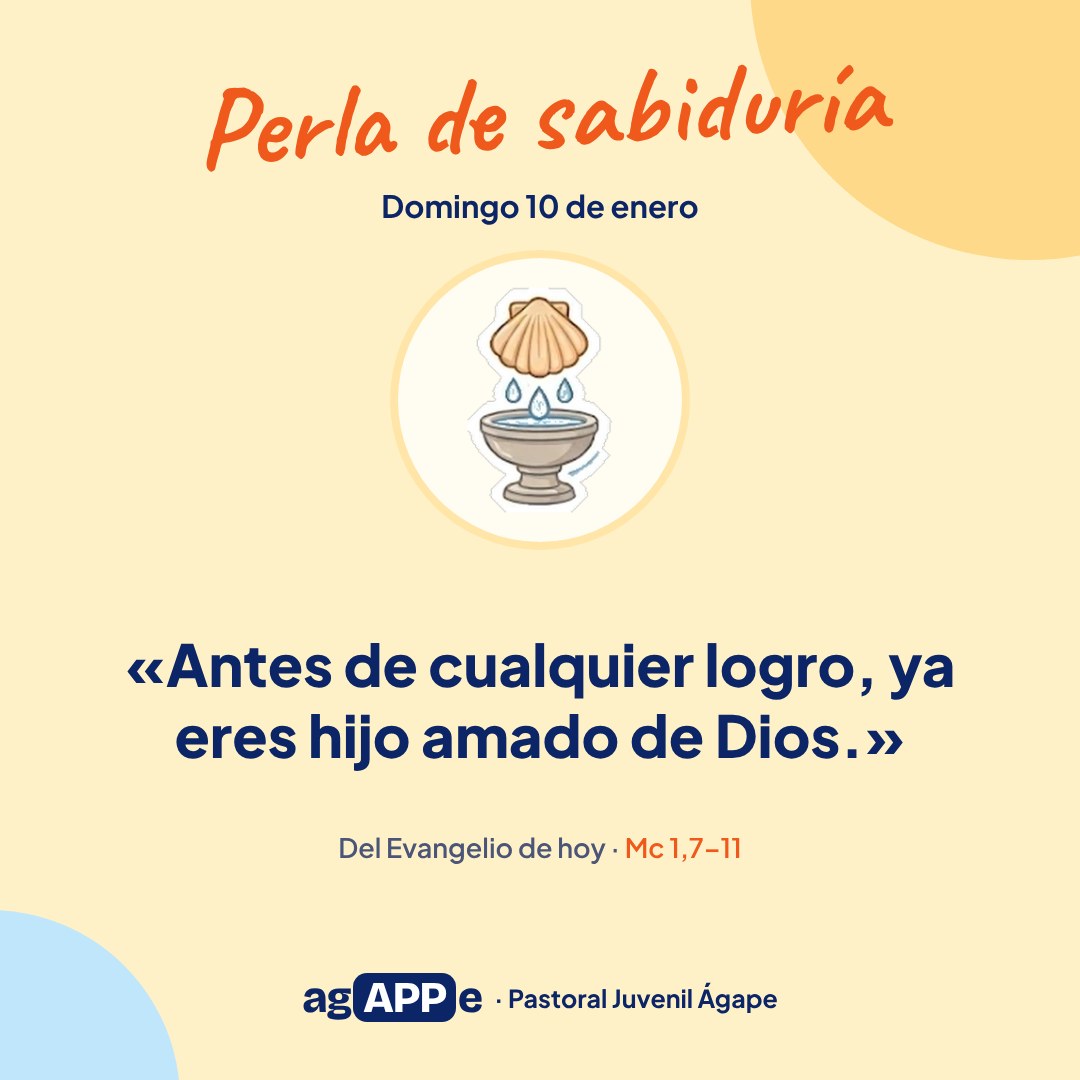 Perla de sabiduría
Domingo 10 de enero
«Antes de cualquier logro, ya
eres hijo amado de Dios.»
Del Evangelio de hoy · Mc 1,7–11
agAPPe · Pastoral Juvenil Ágape